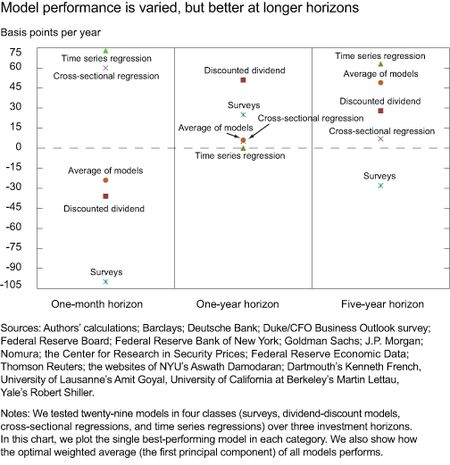 Model performance is varied, but better at longer horizons
Basis points per year
75
60
45
30
15
0
-15
-30
-45
-60
-75
-90
-105
Time series regression
Cross-sectional regression
Average of models
Discounted dividend
Surveys
One-month horizon
Discounted dividend
Surveys
Cross-sectional regression
Average of models
Time series regression
One-year horizon
Time series regression
Average of models
Discounted dividend
Cross-sectional regression
Surveys
Five-year horizon
Sources: Authors' calculations; Barclays; Deutsche Bank; Duke/CFO Business Outlook survey;
Federal Reserve Board; Federal Reserve Bank of New York; Goldman Sachs; J.P. Morgan;
Nomura; the Center for Research in Security Prices; Federal Reserve Economic Data;
Thomson Reuters; the websites of NYU's Aswath Damodaran; Dartmouth's Kenneth French,
University of Lausanne's Amit Goyal, University of California at Berkeley's Martin Lettau,
Yale's Robert Shiller.
Notes: We tested twenty-nine models in four classes (surveys, dividend-discount models,
cross-sectional regressions, and time series regressions) over three investment horizons.
In this chart, we plot the single best-performing model in each category. We also show how
the optimal weighted average (the first principal component) of all models performs.